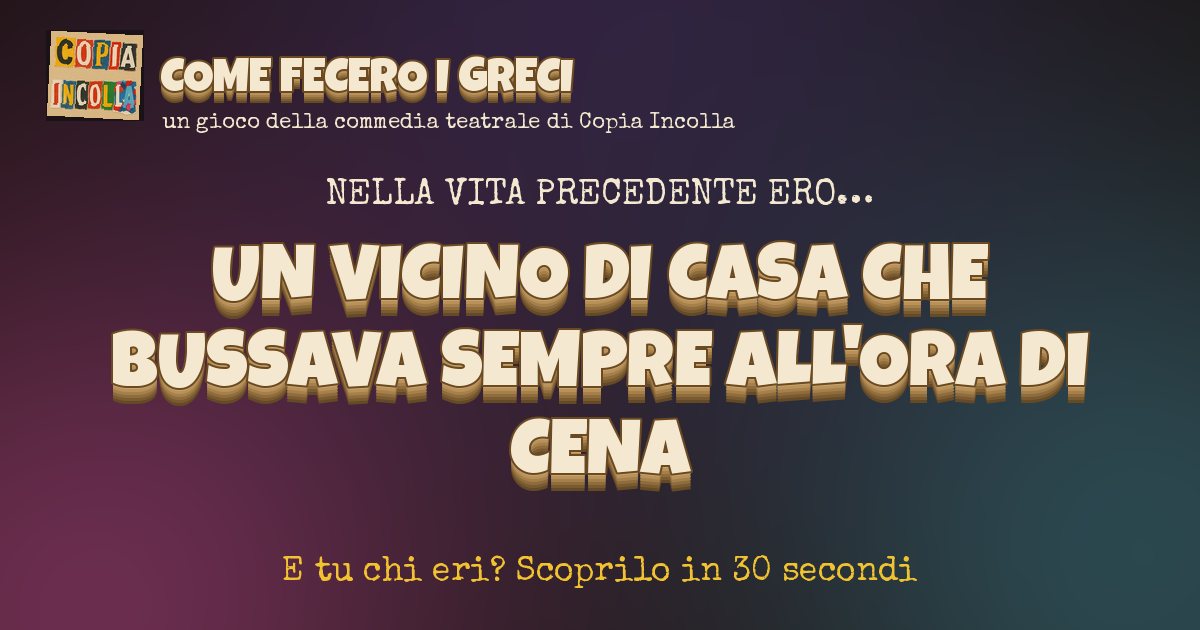 COPIA
INCOLLA
COME FECERO I GRECI
un gioco della commedia teatrale di Copia Incolla
NELLA VITA PRECEDENTE ERO...
UN VICINO DI CASA CHE
BUSSAVA SEMPRE ALL'ORA DI
CENA
E tu chi eri? Scoprilo in 30 secondi